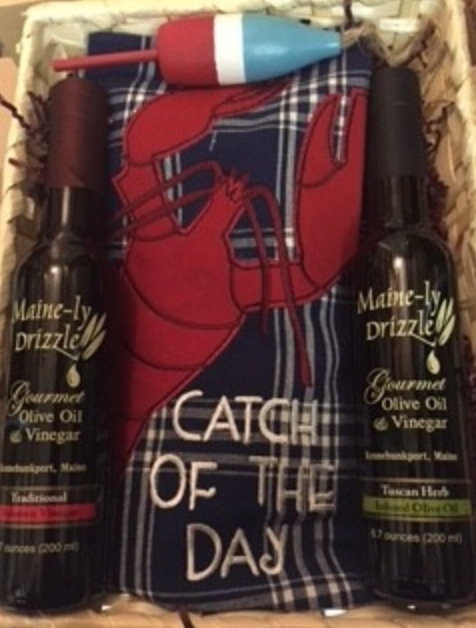 Maine-ly
Drizzle
Gourmet
Olive Oil
& Vinegar
Kennebunkport, Maine
Traditional
7 ounces (200 ml)
CATCH
OF THE
DAY
Maine-ly
Drizzle
Gourmet
Olive Oil
& Vinegar
Kennebunkport, Maine
Tuscan Herb
Infused Olive Oil
6.7 ounces (200 ml)